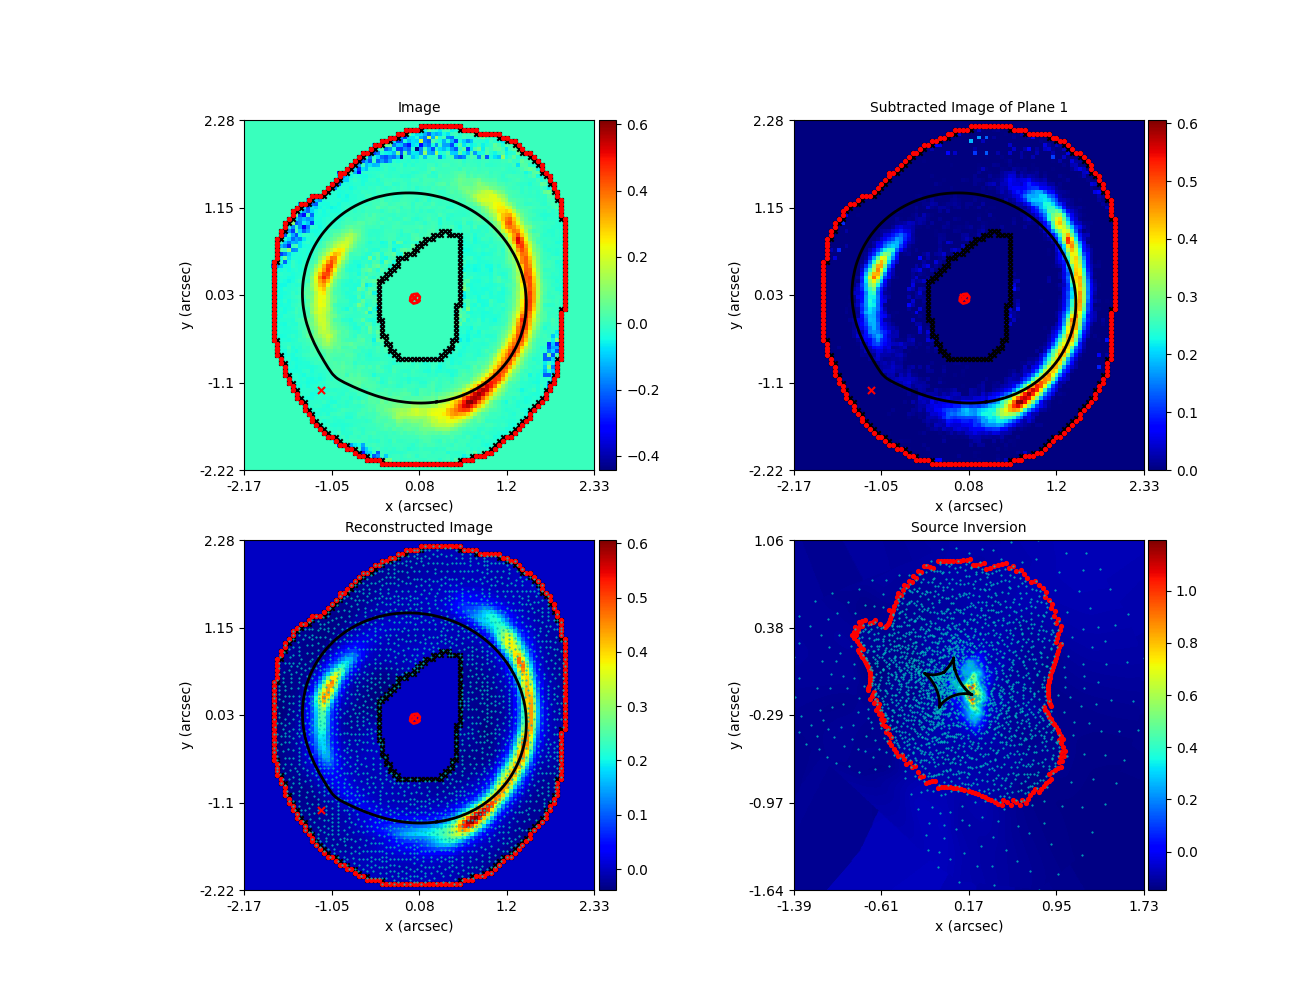 Image
2.28
1.15
0.03
-1.1
-2.22
y (arcsec)
-2.17 -1.05 0.08 1.2 2.33
x (arcsec)
0.6
0.4
0.2
0.0
−0.2
−0.4
Subtracted Image of Plane 1
2.28
1.15
0.03
-1.1
-2.22
y (arcsec)
-2.17 -1.05 0.08 1.2 2.33
x (arcsec)
0.6
0.5
0.4
0.3
0.2
0.1
0.0
Reconstructed Image
2.28
1.15
0.03
-1.1
-2.22
y (arcsec)
-2.17 -1.05 0.08 1.2 2.33
x (arcsec)
0.6
0.5
0.4
0.3
0.2
0.1
0.0
Source Inversion
1.06
0.38
-0.29
-0.97
-1.64
y (arcsec)
-1.39 -0.61 0.17 0.95 1.73
x (arcsec)
1.0
0.8
0.6
0.4
0.2
0.0